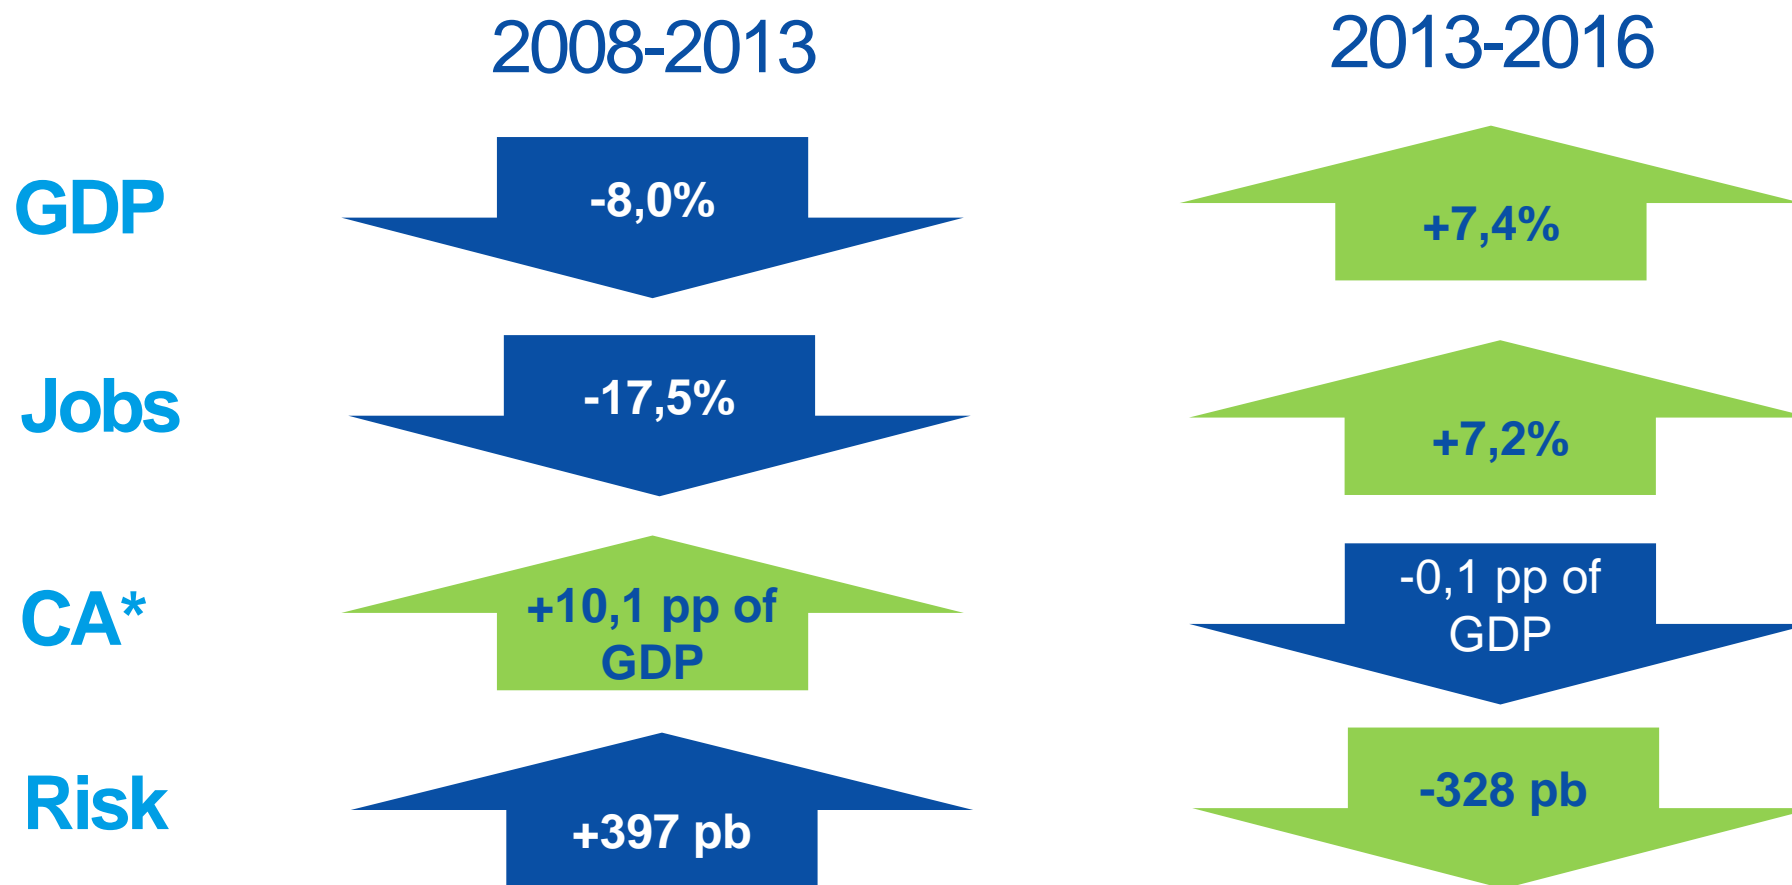 2008-2013
2013-2016
GDP
-8,0%
+7,4%
Jobs
-17,5%
+7,2%
CA*
+10,1 pp of
GDP
-0,1 pp of
GDP
Risk
+397 pb
-328 pb